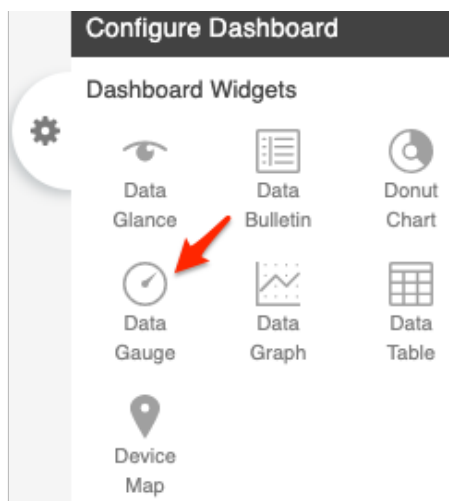 Configure Dashboard
Dashboard Widgets
Data Glance
Data Bulletin
Donut Chart
Data Gauge
Data Graph
Data Table
Device Map